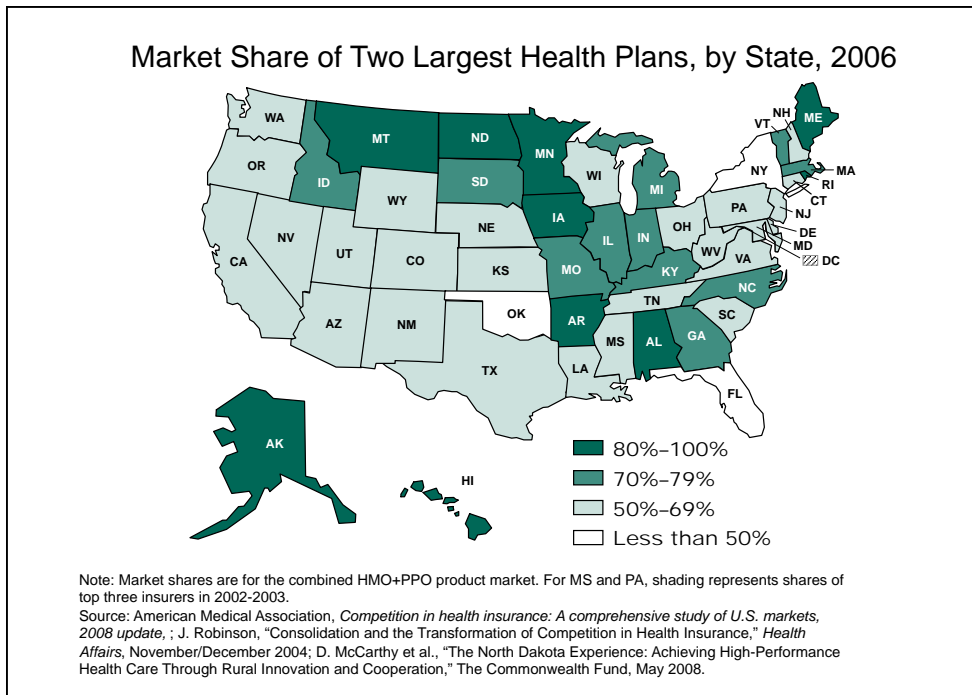 Market Share of Two Largest Health Plans, by State, 2006
WA
MT
ND
MN
VT
NH
ME
OR
ID
SD
WI
MI
NY
MA
RI
CT
WY
NE
IA
PA
NJ
NV
UT
CO
KS
MO
IL
IN
OH
WV
VA
DE
MD
DC
CA
KY
NC
AZ
NM
OK
AR
TN
SC
TX
LA
MS
AL
GA
FL
AK
HI
80%–100%
70%–79%
50%–69%
Less than 50%
Note: Market shares are for the combined HMO+PPO product market. For MS and PA, shading represents shares of
top three insurers in 2002-2003.
Source: American Medical Association, Competition in health insurance: A comprehensive study of U.S. markets,
2008 update, ; J. Robinson, “Consolidation and the Transformation of Competition in Health Insurance,” Health
Affairs, November/December 2004; D. McCarthy et al., “The North Dakota Experience: Achieving High-Performance
Health Care Through Rural Innovation and Cooperation,” The Commonwealth Fund, May 2008.